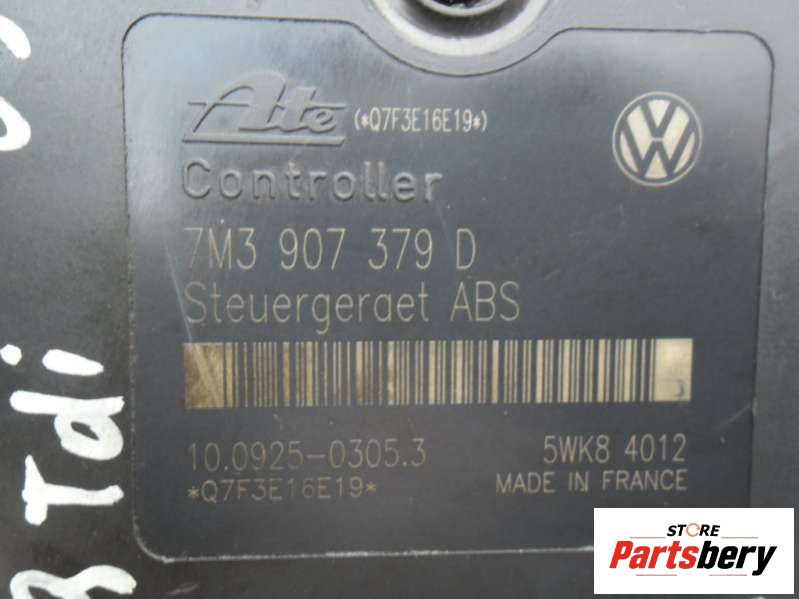 Ate (*Q7F3E16E19*)
Controller
7M3 907 379 D
Steuergeraet ABS
10.0925-0305.3 5WK8 4012
*Q7F3E16E19* MADE IN FRANCE
Tdi
STORE
Partsbery